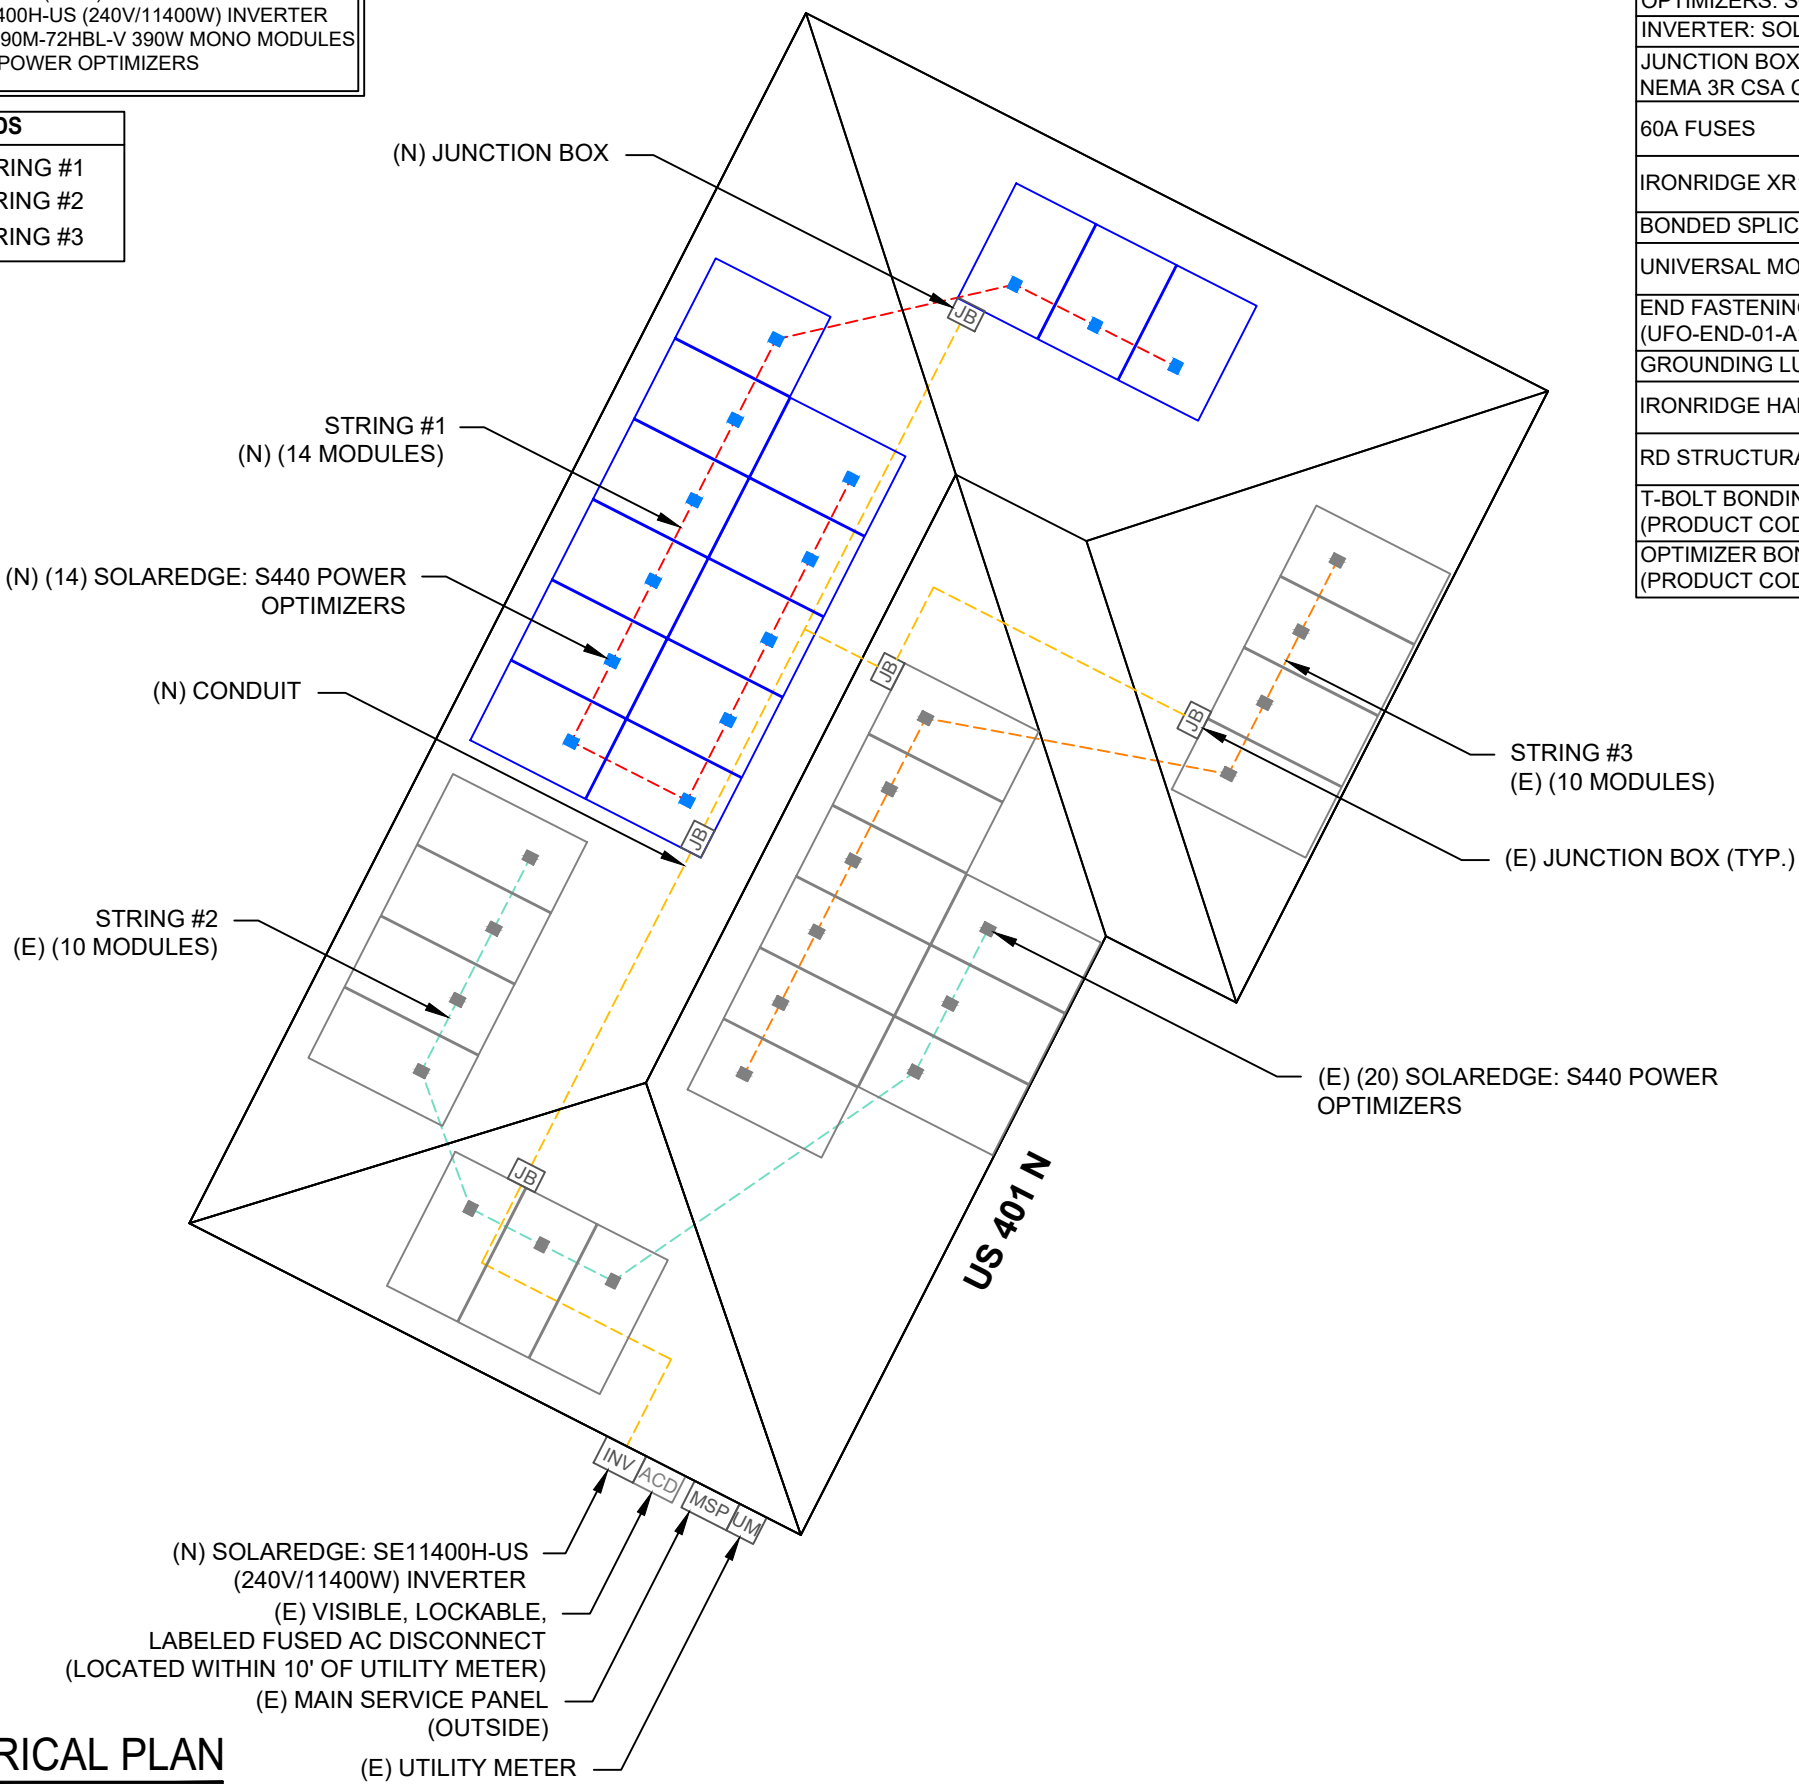 400H-US (240V/11400W) INVERTER
90M-72HBL-V 390W MONO MODULES
POWER OPTIMIZERS
DS
RING #1
RING #2
RING #3
OPTIMIZERS: S
INVERTER: SOL
JUNCTION BOX
NEMA 3R CSA C
60A FUSES
IRONRIDGE XR
BONDED SPLIC
UNIVERSAL MO
END FASTENING
(UFO-END-01-A
GROUNDING LU
IRONRIDGE HAL
RD STRUCTURA
T-BOLT BONDIN
(PRODUCT COD
OPTIMIZER BON
(PRODUCT COD
(N) JUNCTION BOX
JB
STRING #1
(N) (14 MODULES)
(N) (14) SOLAREDGE: S440 POWER
OPTIMIZERS
(N) CONDUIT
JB
JB
JB
STRING #3
(E) (10 MODULES)
(E) JUNCTION BOX (TYP.)
STRING #2
(E) (10 MODULES)
(E) (20) SOLAREDGE: S440 POWER
OPTIMIZERS
JB
US 401 N
INV
ACD
MSP
UM
(N) SOLAREDGE: SE11400H-US
(240V/11400W) INVERTER
(E) VISIBLE, LOCKABLE,
LABELED FUSED AC DISCONNECT
(LOCATED WITHIN 10' OF UTILITY METER)
(E) MAIN SERVICE PANEL
(OUTSIDE)
(E) UTILITY METER
RICAL PLAN